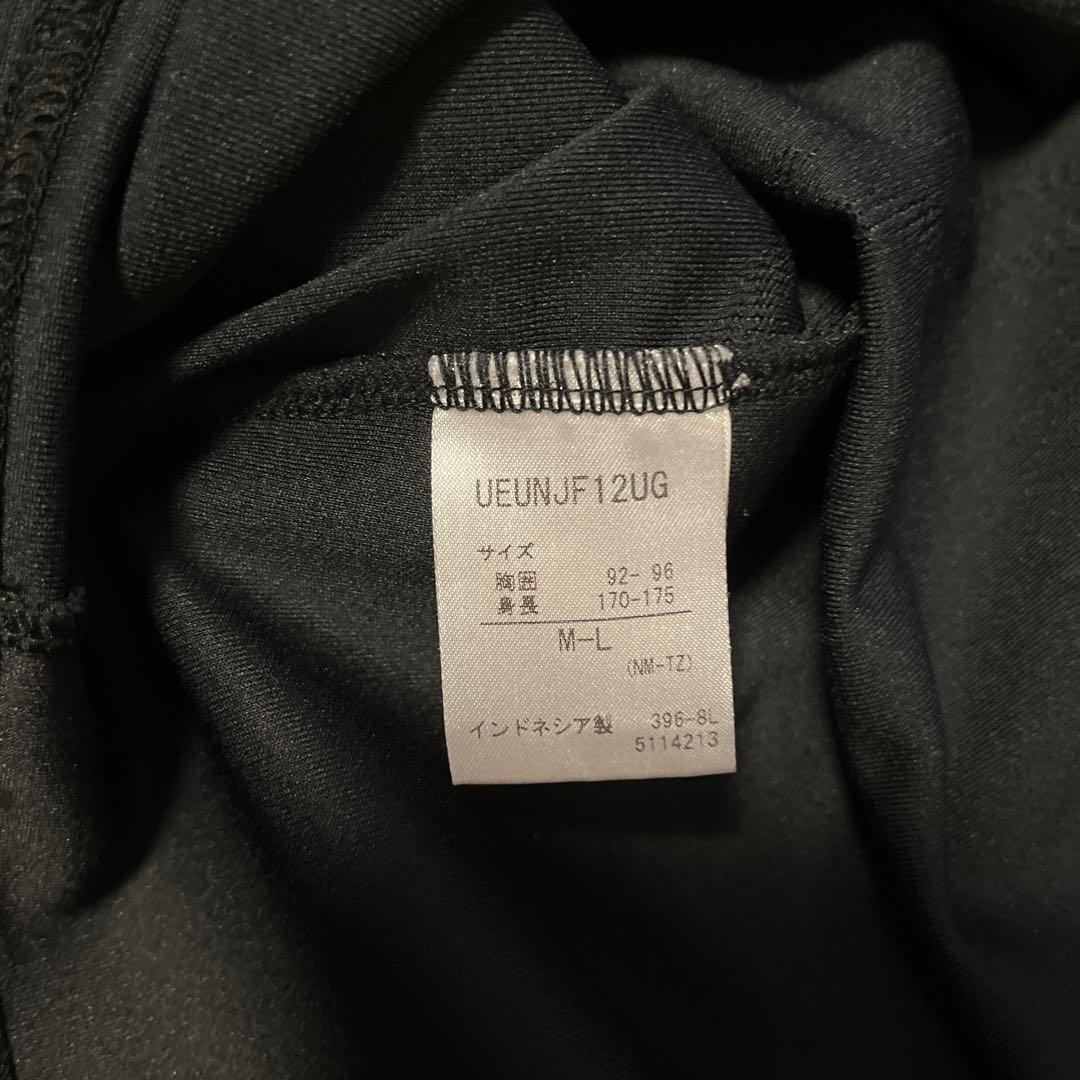 UEUNJF12UG
サイズ
胸囲 92- 96
身長 170-175
M-L
(NM-TZ)
インドネシア製 396-8L
5114213